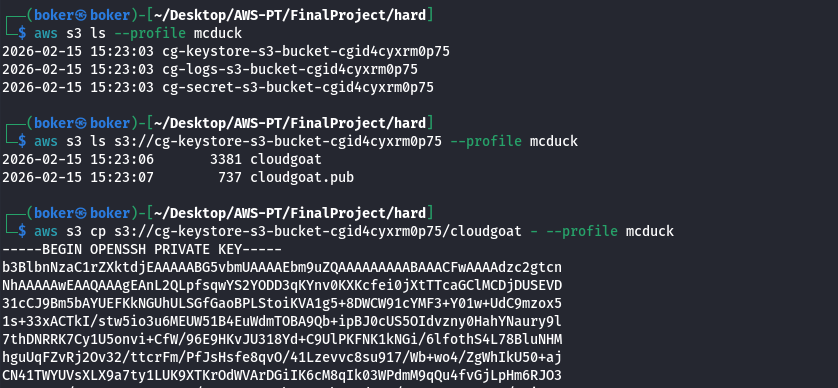 ┌──(boker㉿boker)-[~/Desktop/AWS-PT/FinalProject/hard]
└─$ aws s3 ls --profile mcduck
2026-02-15 15:23:03 cg-keystore-s3-bucket-cgid4cyxrm0p75
2026-02-15 15:23:03 cg-logs-s3-bucket-cgid4cyxrm0p75
2026-02-15 15:23:03 cg-secret-s3-bucket-cgid4cyxrm0p75
┌──(boker㉿boker)-[~/Desktop/AWS-PT/FinalProject/hard]
└─$ aws s3 ls s3://cg-keystore-s3-bucket-cgid4cyxrm0p75 --profile mcduck
2026-02-15 15:23:06       3381 cloudgoat
2026-02-15 15:23:07        737 cloudgoat.pub
┌──(boker㉿boker)-[~/Desktop/AWS-PT/FinalProject/hard]
└─$ aws s3 cp s3://cg-keystore-s3-bucket-cgid4cyxrm0p75/cloudgoat - --profile mcduck
-----BEGIN OPENSSH PRIVATE KEY-----
b3BlbnNzaC1rZXktdjEAAAAABG5vbmUAAAAEbm9uZQAAAAAAAAABAAACFwAAAAdzc2gtcn
NhAAAAAwEAAQAAAgEAnL2QLpfsqwYS2YODD3qKYnv0KXKcfei0jXtTTcaGClMCDjDUSEVD
31cCJ9Bm5bAYUEFKkNGUhULSGfGaoBPLStoiKVA1g5+8DWCW91cYMF3+Y01w+UdC9mzox5
1s+33xACTkI/stw5io3u6MEUW51B4EuWdmTOBA9Qb+ipBJ0cUS5OIdvzny0HahYNaury9l
7thDNRRK7Cy1U5onvi+CfW/96E9HKvJU318Yd+C9UlPKFNK1kNGi/6lfothS4L78BluNHM
hguUqFZvRj2Ov32/ttcrFm/PfJsHsfe8qvO/41Lzevvc8su917/Wb+wo4/ZgWhIkU50+aj
CN41TWYUVsXLX9a7ty1LUK9XTKrOdWVArDGiIK6cM8qIk03WPdmM9qQu4fvGjLpHm6RJO3